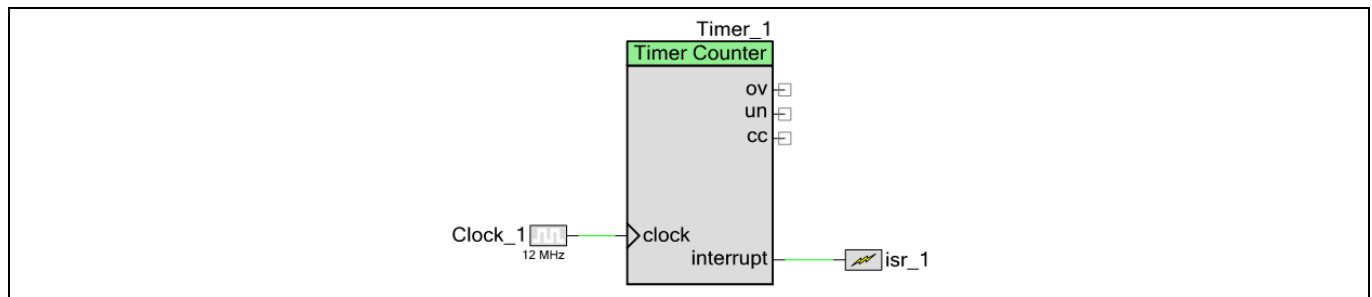 Timer_1
Timer Counter
ov
un
cc
Clock_1
12 MHz
clock
interrupt
isr_1